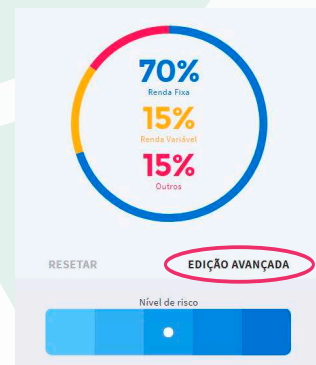 70%
Renda Fixa
15%
Renda Variável
15%
Outros
RESETAR EDIÇÃO AVANÇADA
Nível de risco